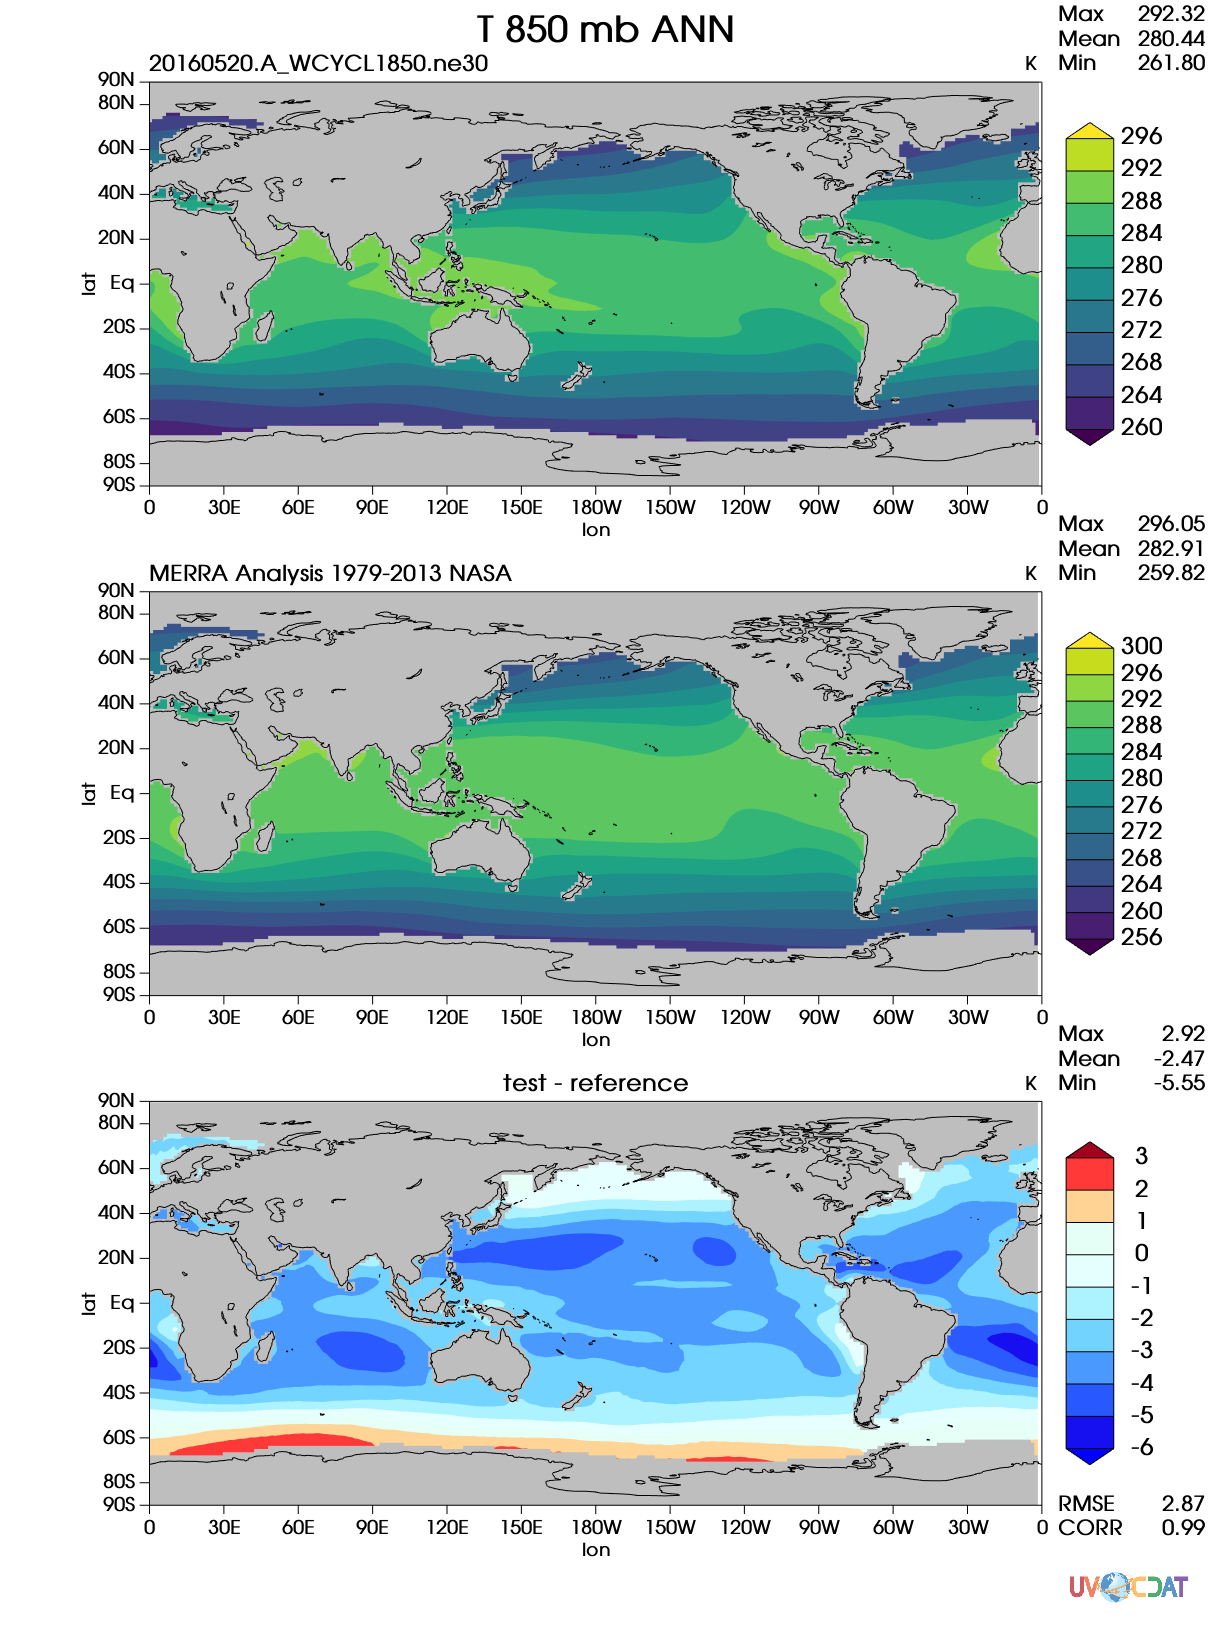 T 850 mb ANN
20160520.A_WCYCL1850.ne30 K
Max 292.32
Mean 280.44
Min 261.80
90N
80N
60N
40N
20N
Eq
20S
40S
60S
80S
90S
lat
0 30E 60E 90E 120E 150E 180W 150W 120W 90W 60W 30W 0
lon
296
292
288
284
280
276
272
268
264
260
MERRA Analysis 1979-2013 NASA K
Max 296.05
Mean 282.91
Min 259.82
90N
80N
60N
40N
20N
Eq
20S
40S
60S
80S
90S
lat
0 30E 60E 90E 120E 150E 180W 150W 120W 90W 60W 30W 0
lon
300
296
292
288
284
280
276
272
268
264
260
256
test - reference K
Max 2.92
Mean -2.47
Min -5.55
90N
80N
60N
40N
20N
Eq
20S
40S
60S
80S
90S
lat
0 30E 60E 90E 120E 150E 180W 150W 120W 90W 60W 30W 0
lon
3
2
1
0
-1
-2
-3
-4
-5
-6
RMSE 2.87
CORR 0.99
UV CDAT